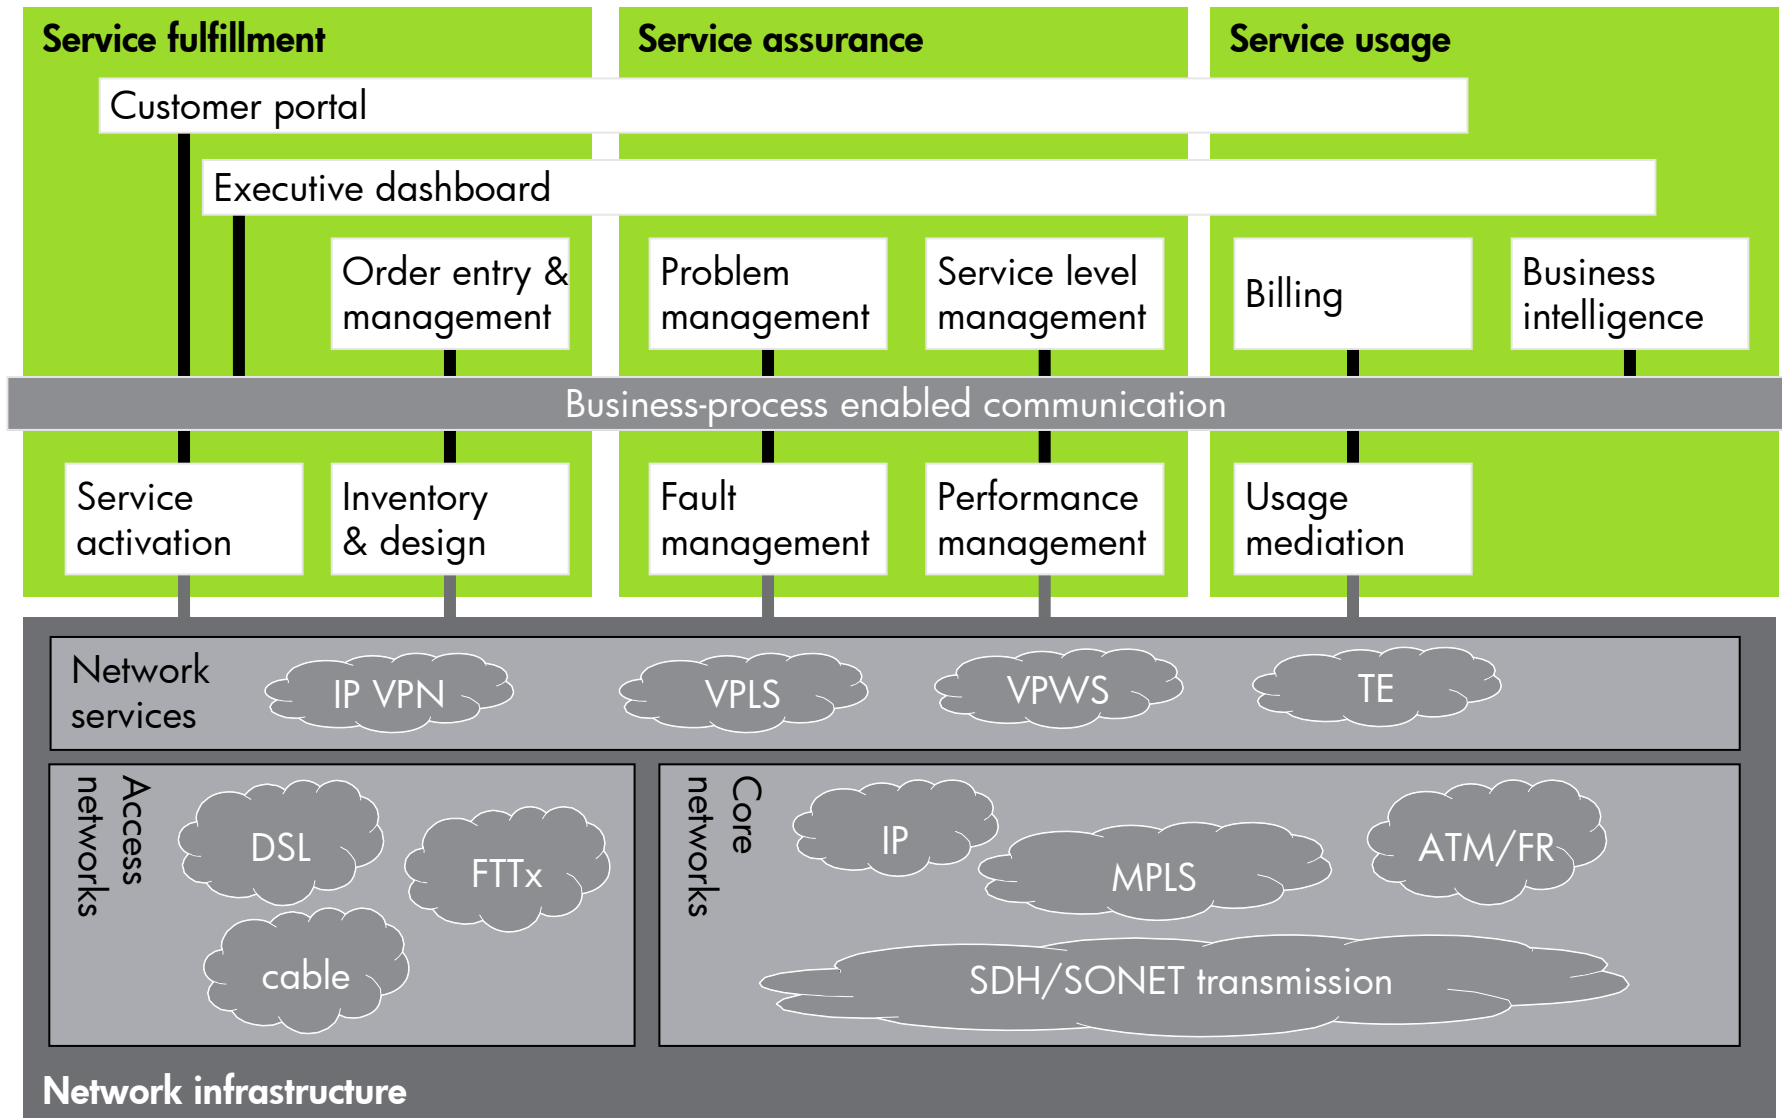 Service fulfillment
Service assurance
Service usage
Customer portal
Executive dashboard
Order entry &
management
Problem
management
Service level
management
Billing
Business
intelligence
Business-process enabled communication
Service
activation
Inventory
& design
Fault
management
Performance
management
Usage
mediation
Network
services
IP VPN
VPLS
VPWS
TE
Access
networks
DSL
FTTx
cable
Core
networks
IP
MPLS
ATM/FR
SDH/SONET transmission
Network infrastructure